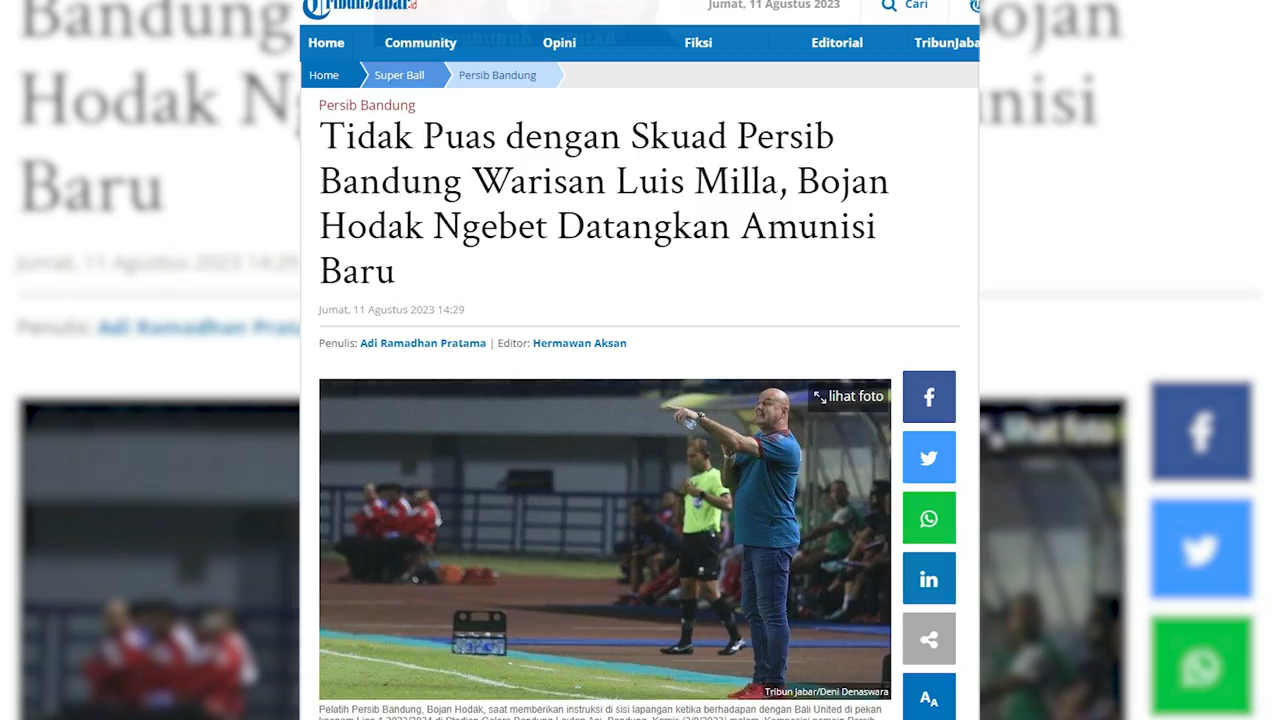 TribunJabar.id
Jumat, 11 Agustus 2023
Cari
Home Community Opini Fiksi Editorial TribunJaba
Home Super Ball Persib Bandung
Persib Bandung
Tidak Puas dengan Skuad Persib
Bandung Warisan Luis Milla, Bojan
Hodak Ngebet Datangkan Amunisi
Baru
Jumat, 11 Agustus 2023 14:29
Penulis: Adi Ramadhan Pratama | Editor: Hermawan Aksan
lihat foto
Tribun Jabar/Deni Denaswara
Pelatih Persib Bandung, Bojan Hodak, saat memberikan instruksi di sisi lapangan ketika berhadapan dengan Bali United di pekan